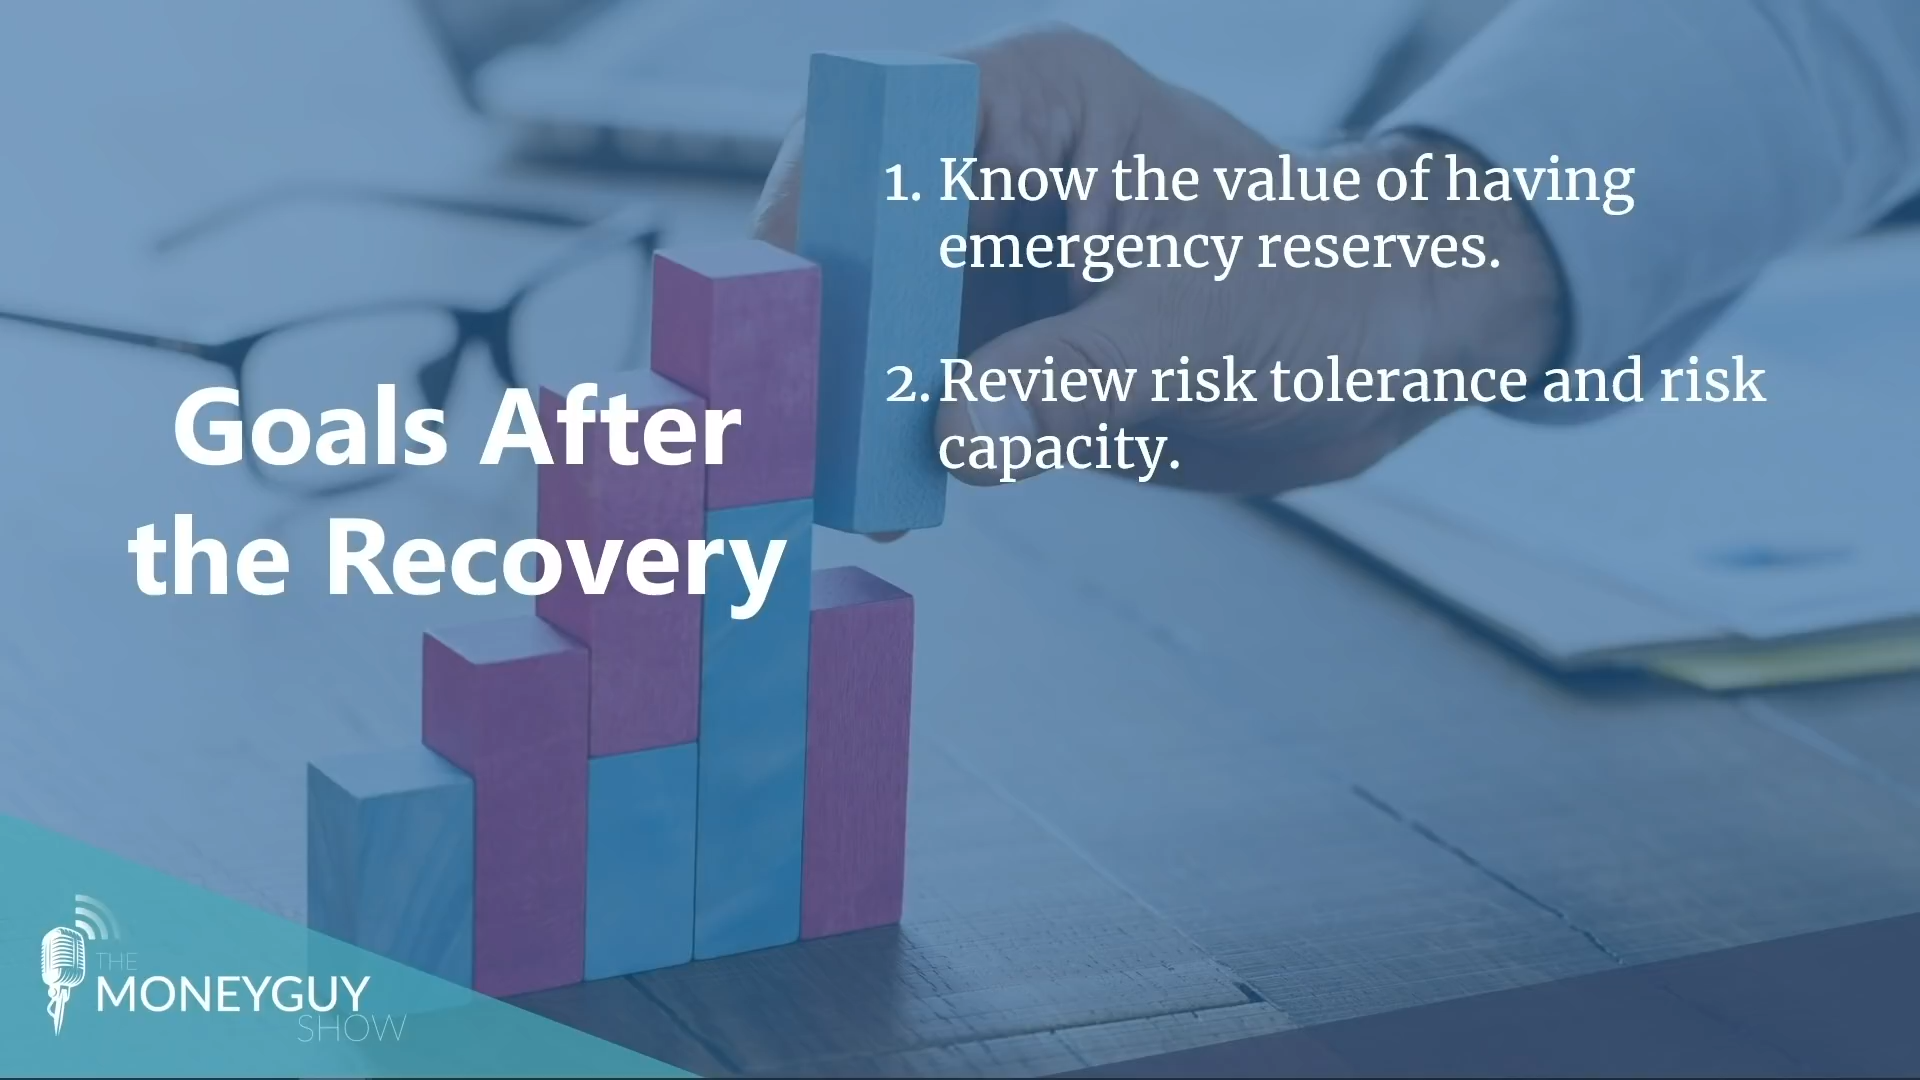 Goals After
the Recovery
1. Know the value of having
emergency reserves.
2. Review risk tolerance and risk
capacity.
THE
MONEYGUY
SHOW